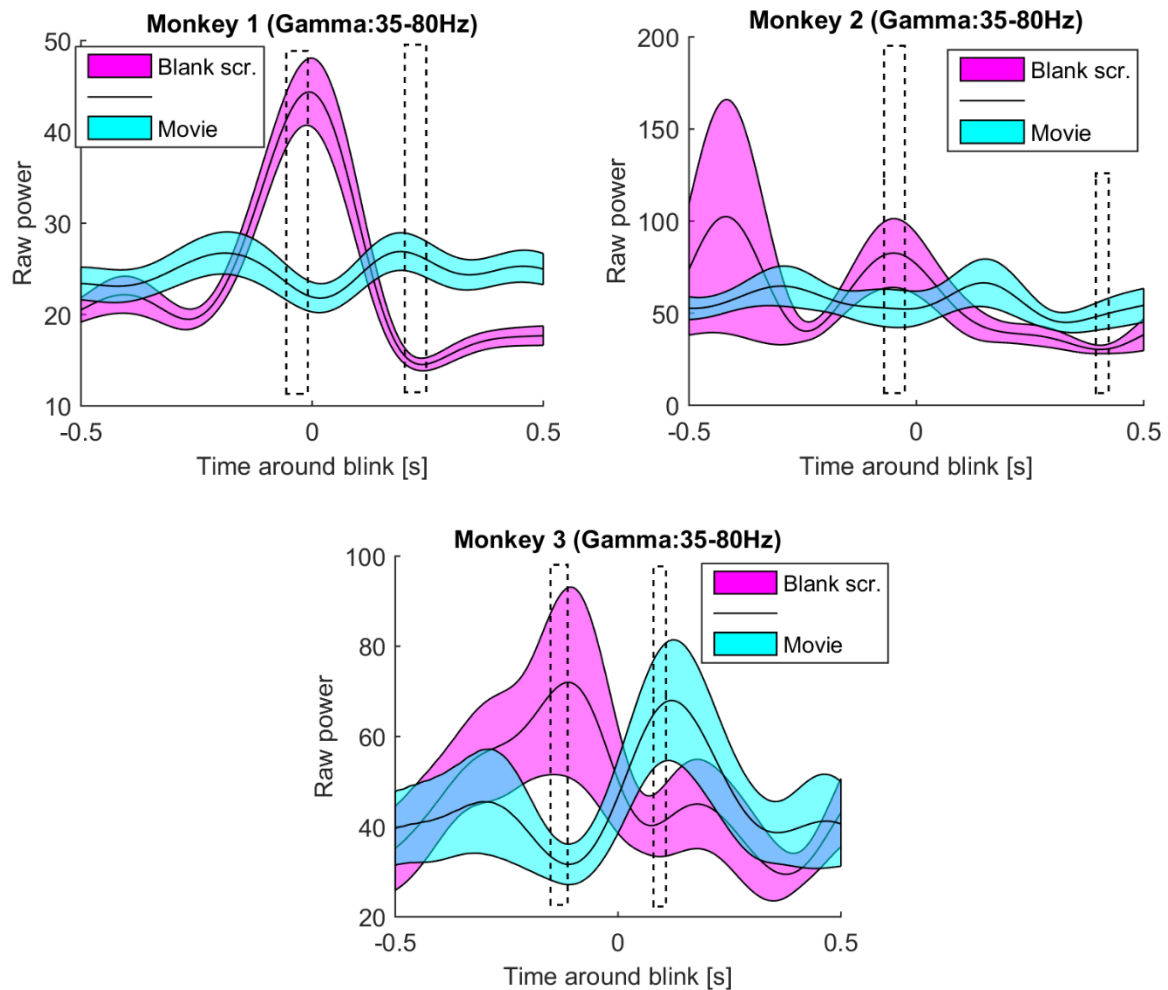 Monkey 1 (Gamma:35-80Hz)
50
40
30
20
10
Raw power
-0.5
0
0.5
Time around blink [s]
Blank scr.
Movie
Monkey 2 (Gamma:35-80Hz)
200
150
100
50
0
Raw power
-0.5
0
0.5
Time around blink [s]
Blank scr.
Movie
Monkey 3 (Gamma:35-80Hz)
100
80
60
40
20
Raw power
-0.5
0
0.5
Time around blink [s]
Blank scr.
Movie